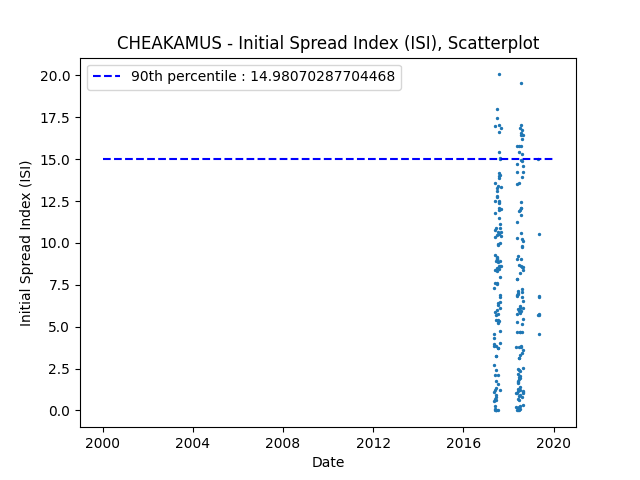 CHEAKAMUS - Initial Spread Index (ISI), Scatterplot
90th percentile : 14.98070287704468
20.0
17.5
15.0
12.5
10.0
7.5
5.0
2.5
0.0
Initial Spread Index (ISI)
2000 2004 2008 2012 2016 2020
Date